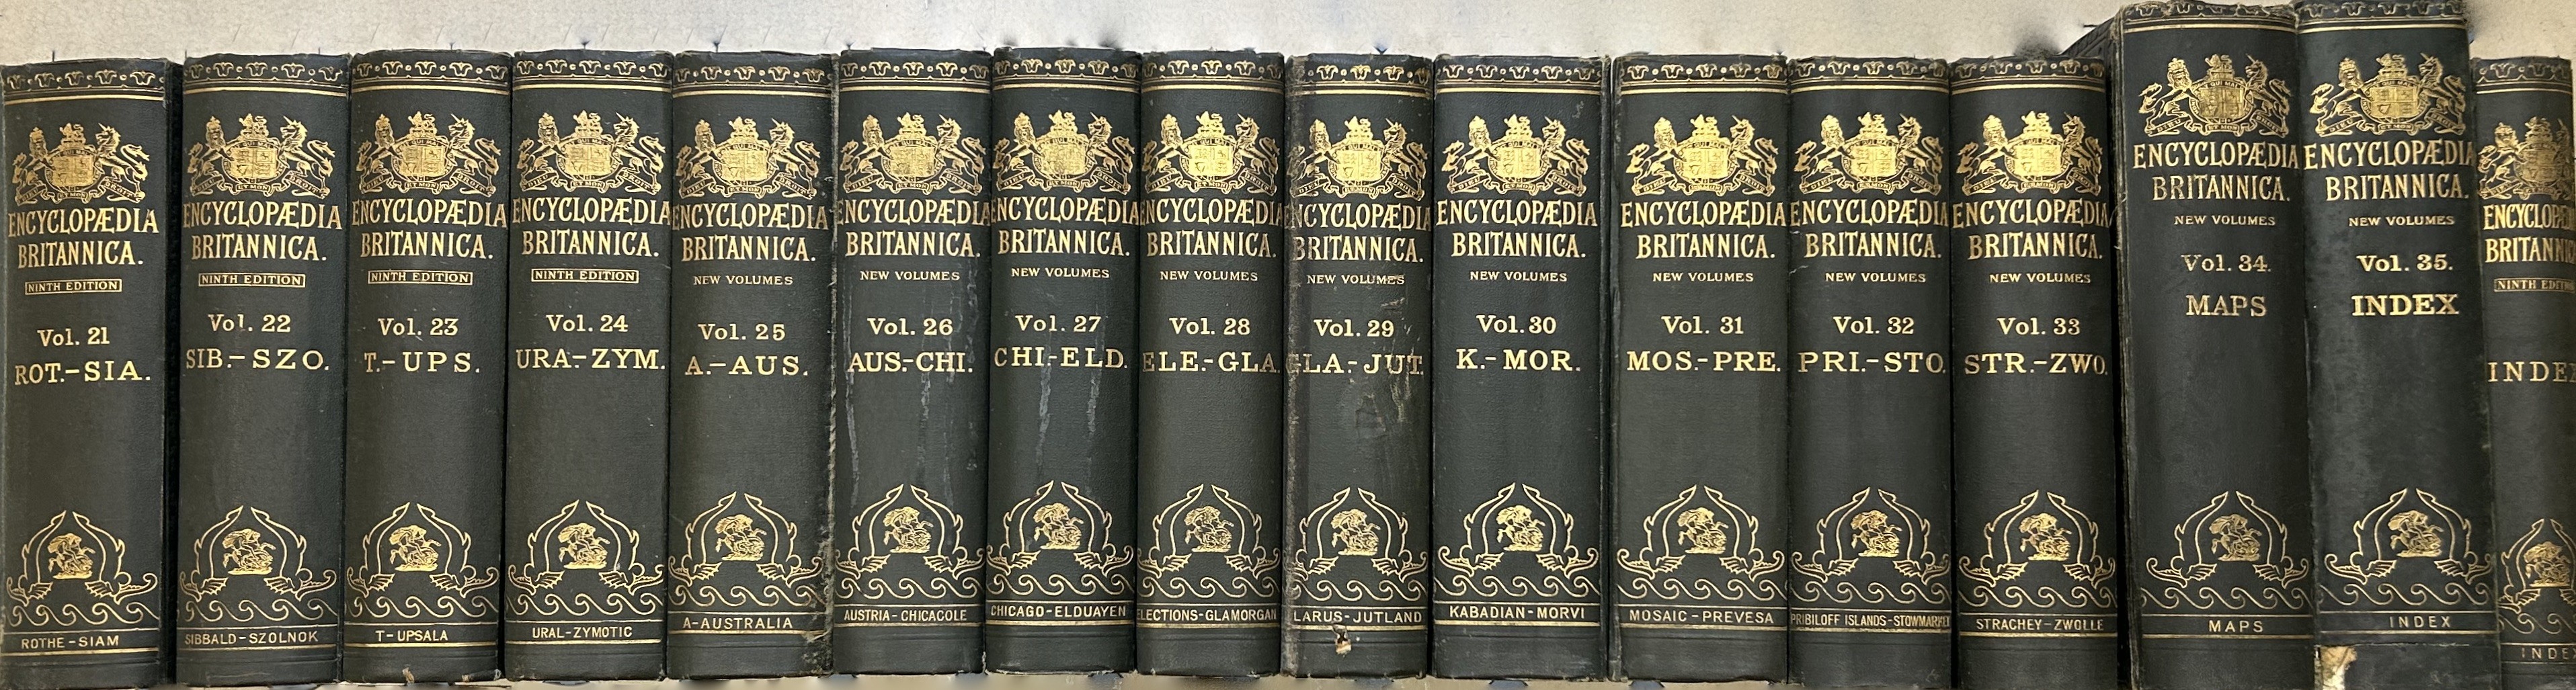 ENCYCLOPÆDIA
BRITANNICA.
NINTH EDITION
Vol. 21
ROT.-SIA.
ROTHE-SIAM
ENCYCLOPÆDIA
BRITANNICA.
NINTH EDITION
Vol. 22
SIB.-SZO.
SIBBALD-SZOLNOK
ENCYCLOPÆDIA
BRITANNICA.
NINTH EDITION
Vol. 23
T.-UPS.
T-UPSALA
ENCYCLOPÆDIA
BRITANNICA.
NINTH EDITION
Vol. 24
URA.-ZYM.
URAL-ZYMOTIC
ENCYCLOPÆDIA
BRITANNICA.
NEW VOLUMES
Vol. 25
A.-AUS.
A-AUSTRALIA
ENCYCLOPÆDIA
BRITANNICA.
NEW VOLUMES
Vol. 26
AUS.-CHI.
AUSTRIA-CHICACOLE
ENCYCLOPÆDIA
BRITANNICA.
NEW VOLUMES
Vol. 27
CHI-ELD.
CHICAGO-ELDUAYEN
ENCYCLOPÆDIA
BRITANNICA.
NEW VOLUMES
Vol. 28
ELE.-GLA.
ELECTIONS-GLAMORGAN
ENCYCLOPÆDIA
BRITANNICA.
NEW VOLUMES
Vol. 29
GLA-JUT.
LARUS-JUTLAND
ENCYCLOPÆDIA
BRITANNICA.
NEW VOLUMES
Vol. 30
K.-MOR.
KABADIAN-MORVI
ENCYCLOPÆDIA
BRITANNICA.
NEW VOLUMES
Vol. 31
MOS-PRE.
MOSAIC-PREVESA
ENCYCLOPÆDIA
BRITANNICA.
NEW VOLUMES
Vol. 32
PRI.-STO.
PRIBILOFF ISLANDS-STOWMARKET
ENCYCLOPÆDIA
BRITANNICA.
NEW VOLUMES
Vol. 33
STR.-ZWO.
STRACHEY-ZWOLLE
ENCYCLOPÆDIA
BRITANNICA.
NEW VOLUMES
Vol. 34.
MAPS
MAPS
ENCYCLOPÆDIA
BRITANNICA.
NEW VOLUMES
Vol. 35.
INDEX
INDEX
ENCYCLOPÆ
BRITANNI
NINTH EDITION
INDE
INDEX